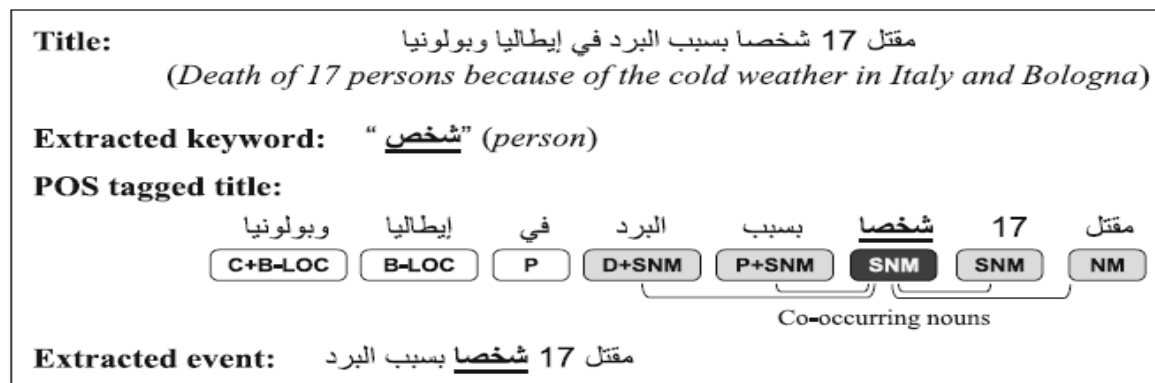 Title: مقتل 17 شخصا بسبب البرد في إيطاليا وبولونيا
(Death of 17 persons because of the cold weather in Italy and Bologna)
Extracted keyword: “شخص” (person)
POS tagged title:
مقتل 17 شخصا بسبب البرد في إيطاليا وبولونيا
C+B-LOC B-LOC P D+SNM P+SNM SNM SNM NM
Co-occurring nouns
Extracted event: مقتل 17 شخصا بسبب البرد